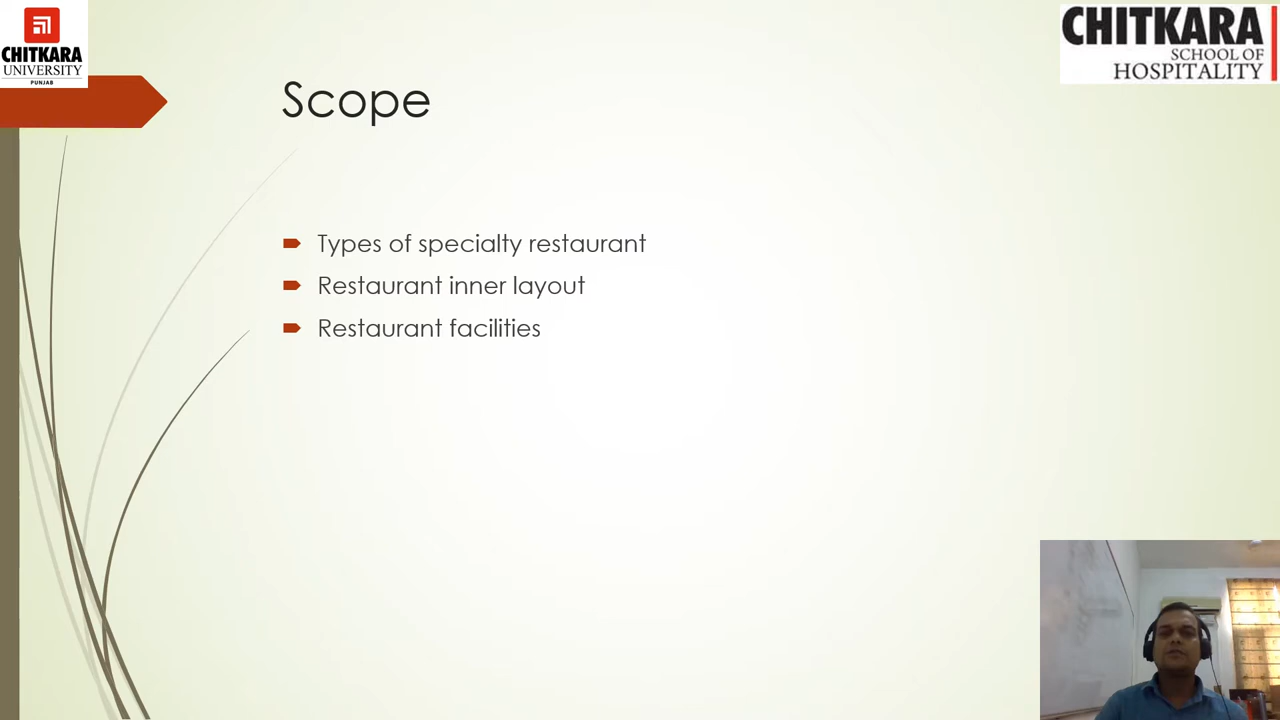 CHITKARA
UNIVERSITY
PUNJAB
CHITKARA
SCHOOL OF
HOSPITALITY
Scope
Types of specialty restaurant
Restaurant inner layout
Restaurant facilities